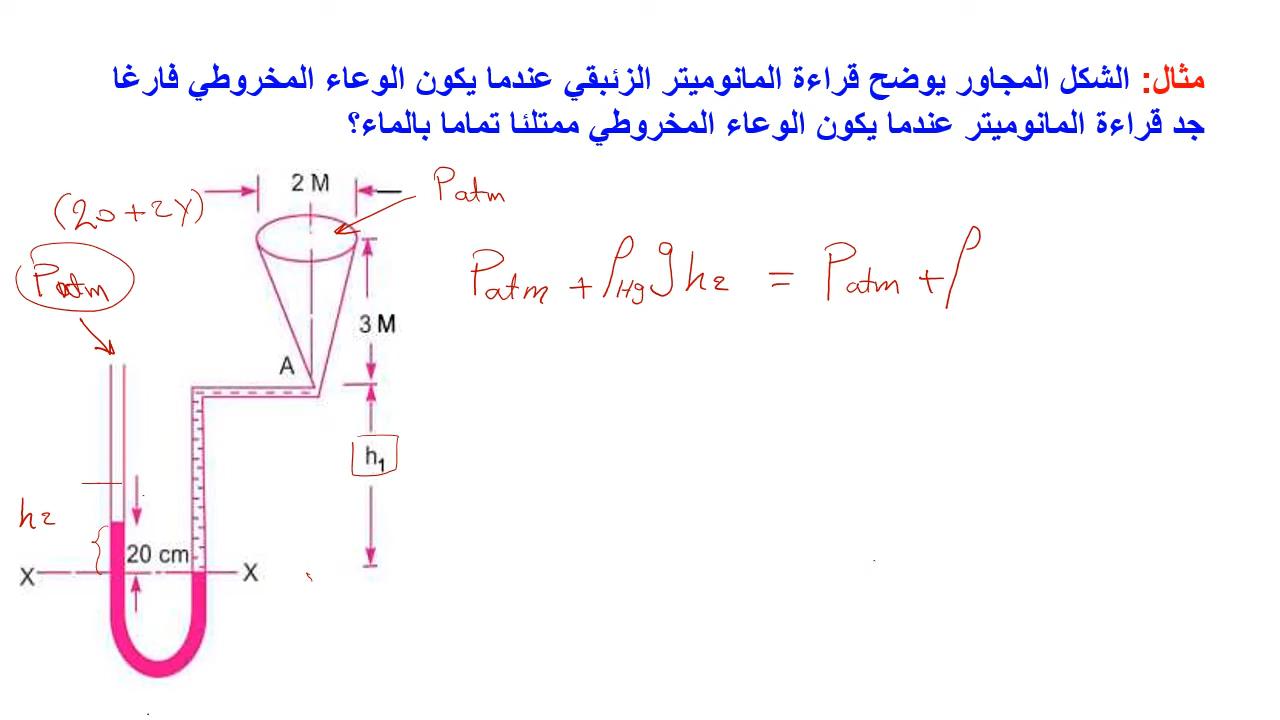 مثال: الشكل المجاور يوضح قراءة المانوميتر الزئبقي عندما يكون الوعاء المخروطي فارغا
جد قراءة المانوميتر عندما يكون الوعاء المخروطي ممتلئا تماما بالماء؟
2 M
Patm
(20+2y)
Patm
Patm + ρHg g h2 = Patm + ρ
3 M
A
h1
h2
20 cm
X
X